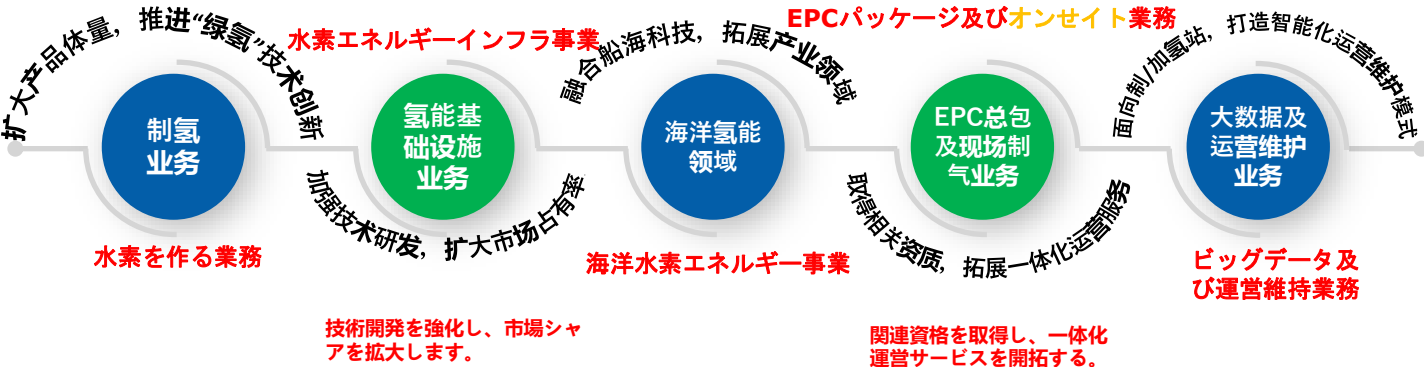 扩大产品体量，推进“绿氢”技术创新
制氢
业务
水素を作る業務
水素エネルギーインフラ事業
氢能基
础设施
业务
加强技术研发，扩大市场占有率
技術開発を強化し、市場シャ
アを拡大します。
融合船海科技，拓展产业领域
海洋氢能
领域
海洋水素エネルギー事業
EPCパッケージ及びオンセイト業務
EPC总包
及现场制
气业务
取得相关资质，拓展一体化运营服务
関連資格を取得し、一体化
運営サービスを開拓する。
面向制/加氢站，打造智能化运营维护模式
大数据及
运营维护
业务
ビッグデータ及
び運営維持業務